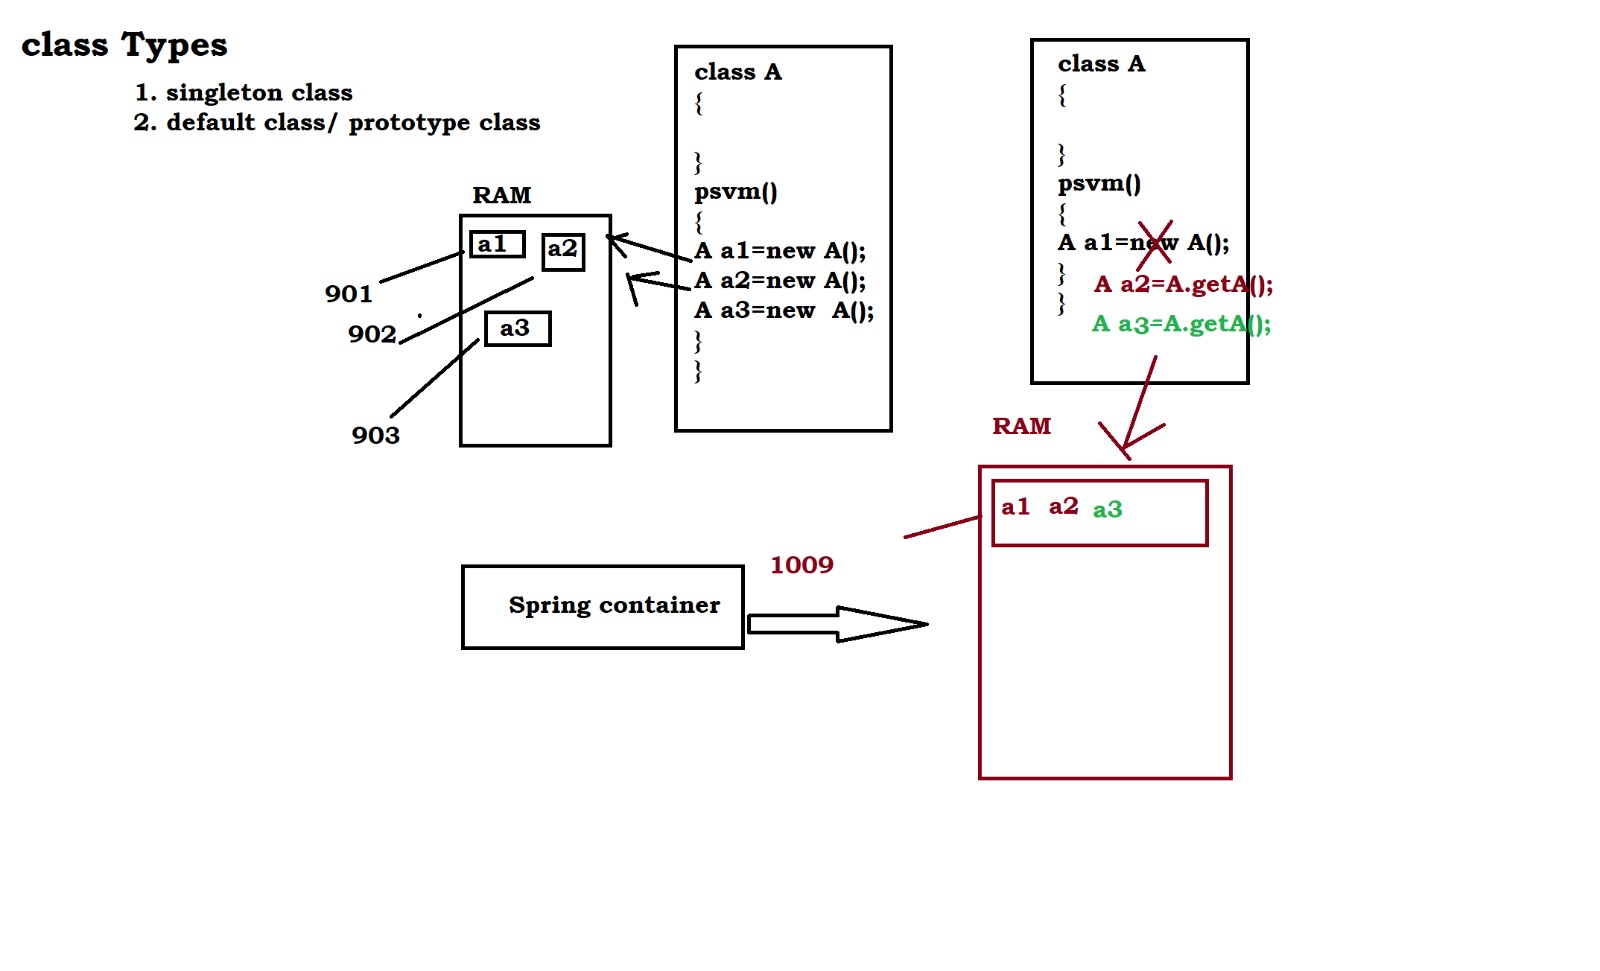 class Types
1. singleton class
2. default class/ prototype class
RAM
a1
a2
a3
901
902
903
class A
{
}
psvm()
{
A a1=new A();
A a2=new A();
A a3=new  A();
}
}
class A
{
}
psvm()
{
A a1=new A();
}
A a2=A.getA();
}
A a3=A.getA();
RAM
a1 a2 a3
1009
Spring container